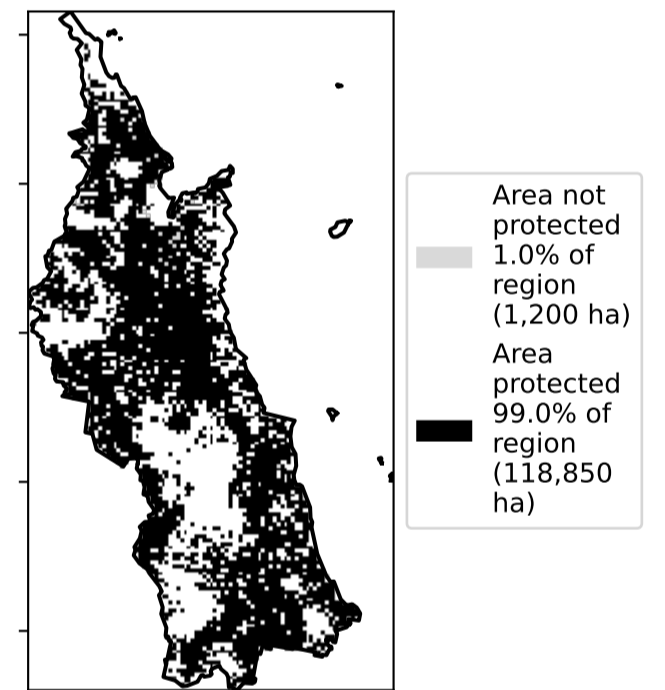 Area not
protected
1.0% of
region
(1,200 ha)
Area
protected
99.0% of
region
(118,850
ha)